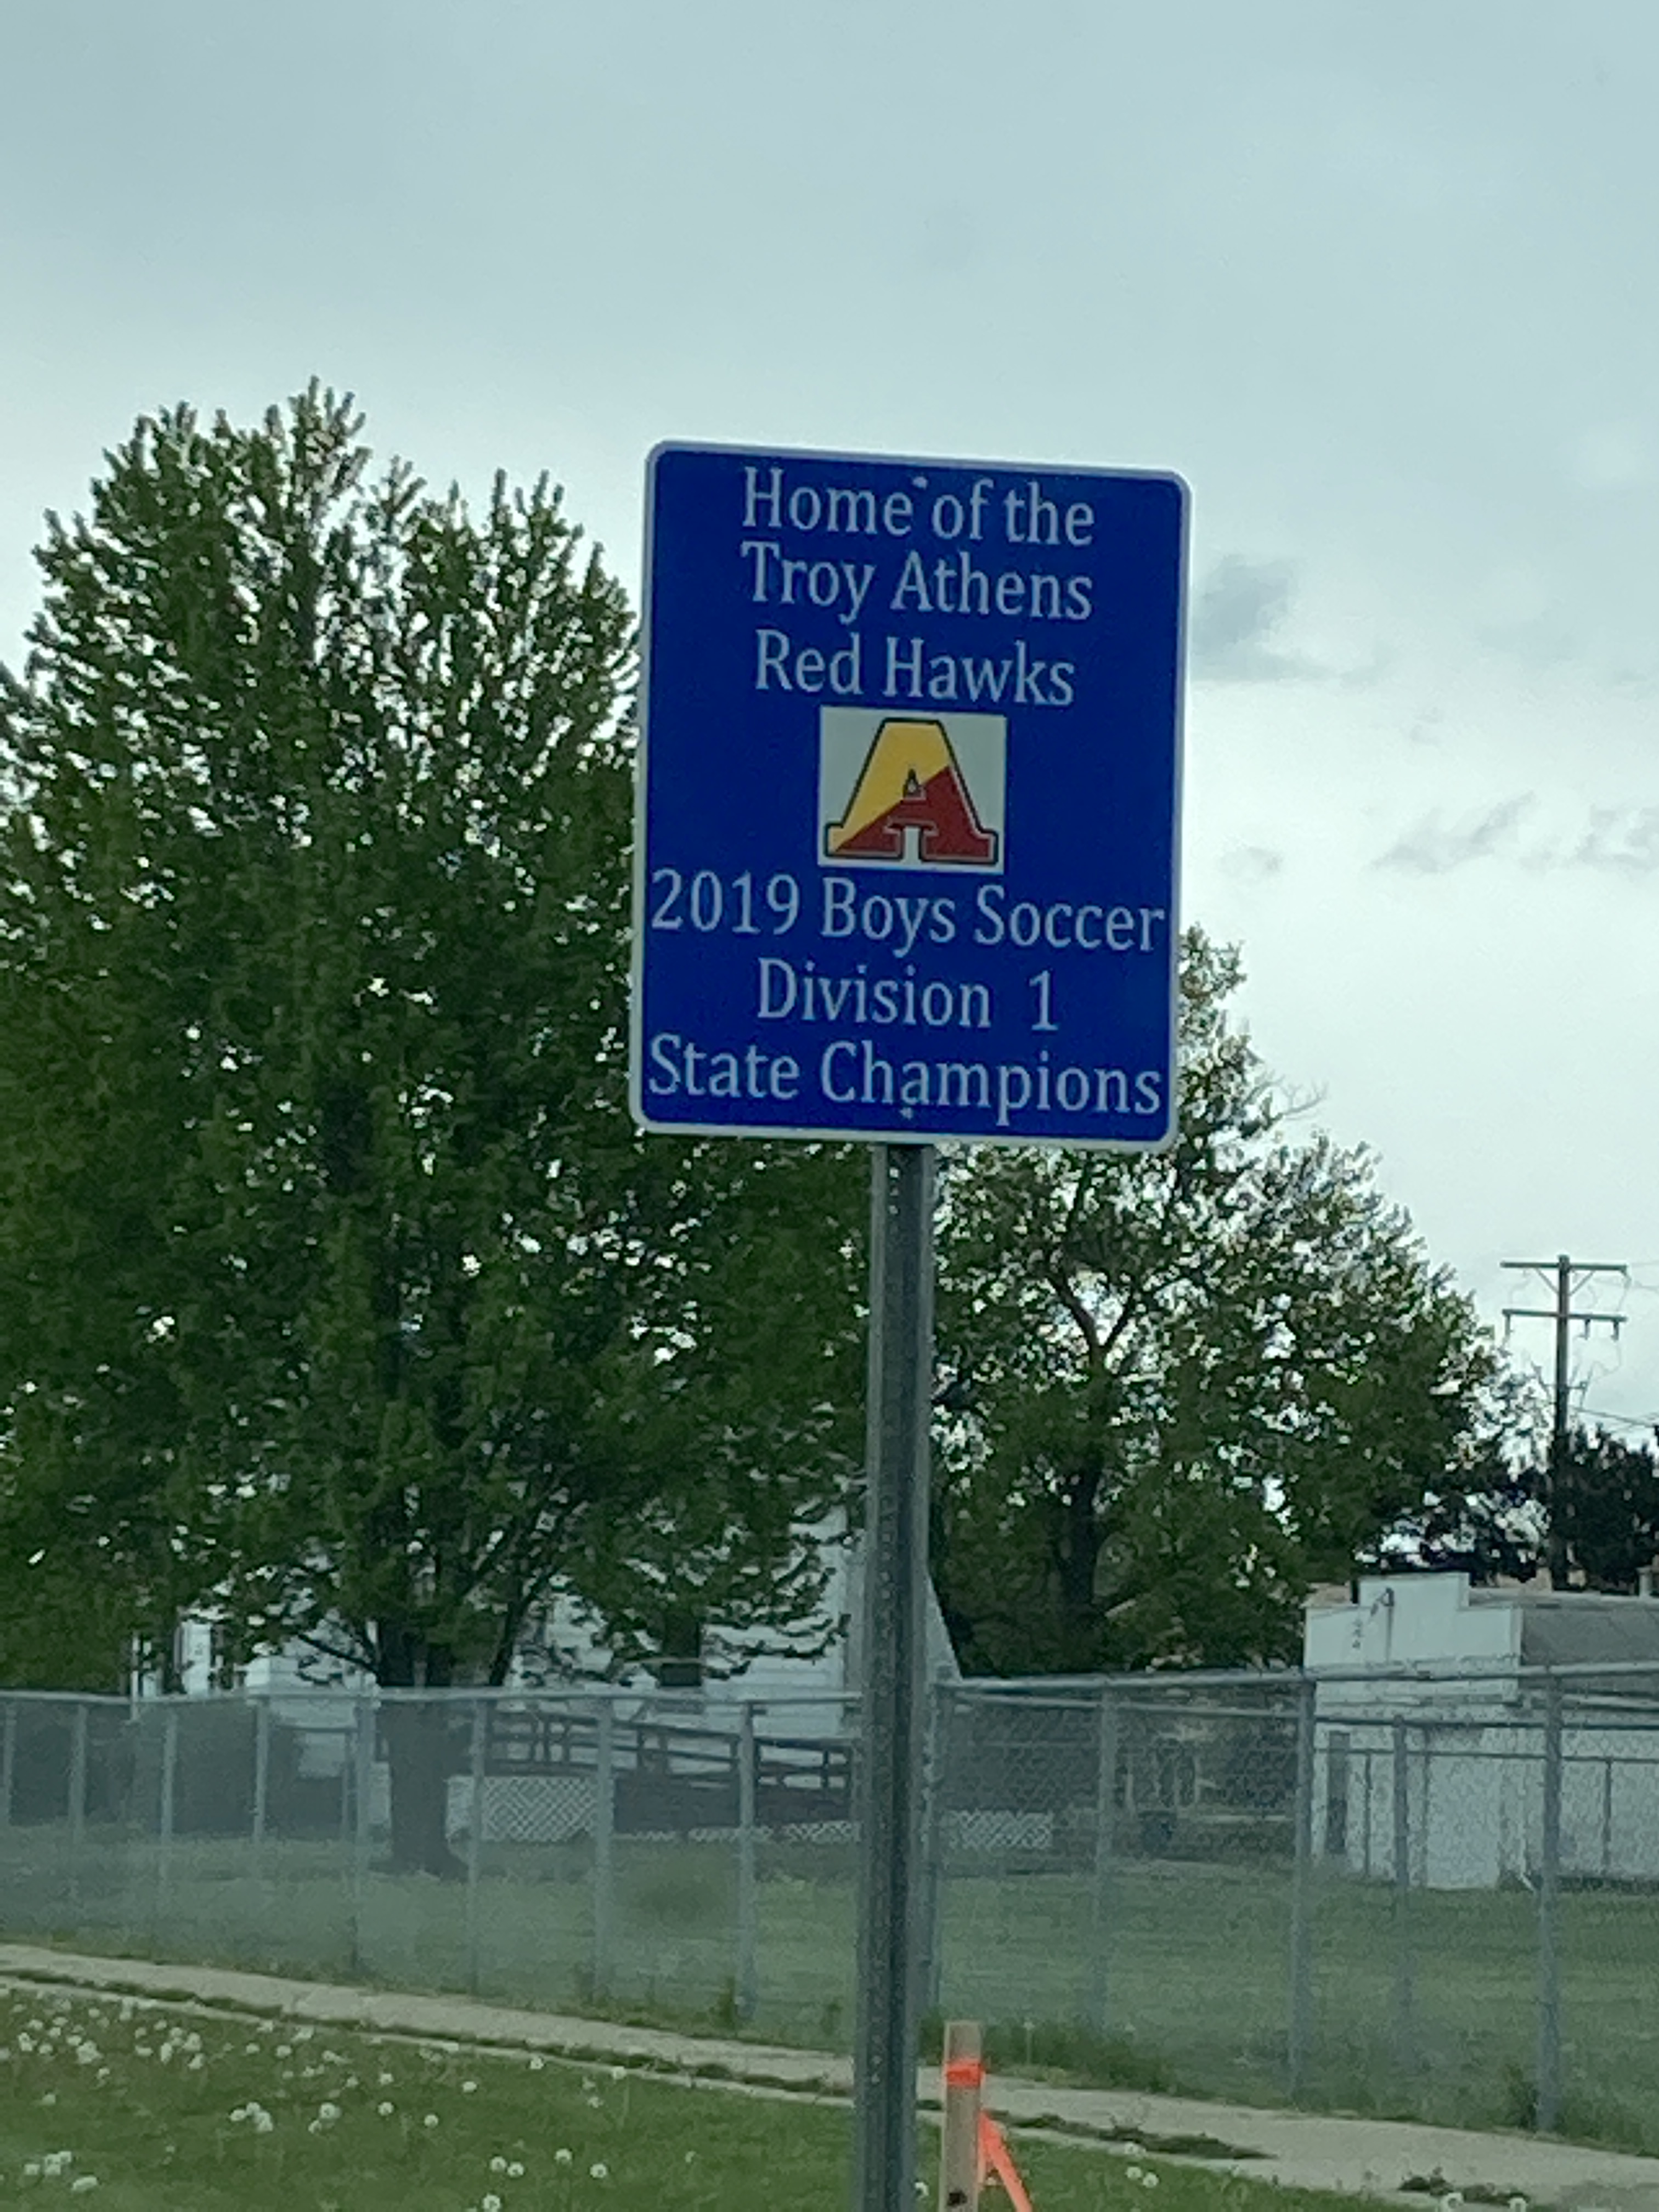 Home of the
Troy Athens
Red Hawks
A
2019 Boys Soccer
Division 1
State Champions